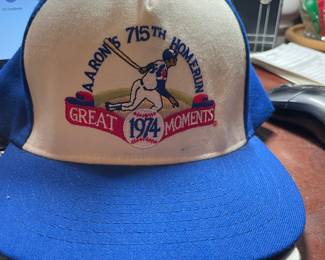 A.AARON'S 715TH HOMERUN
GREAT 1974 MOMENTS